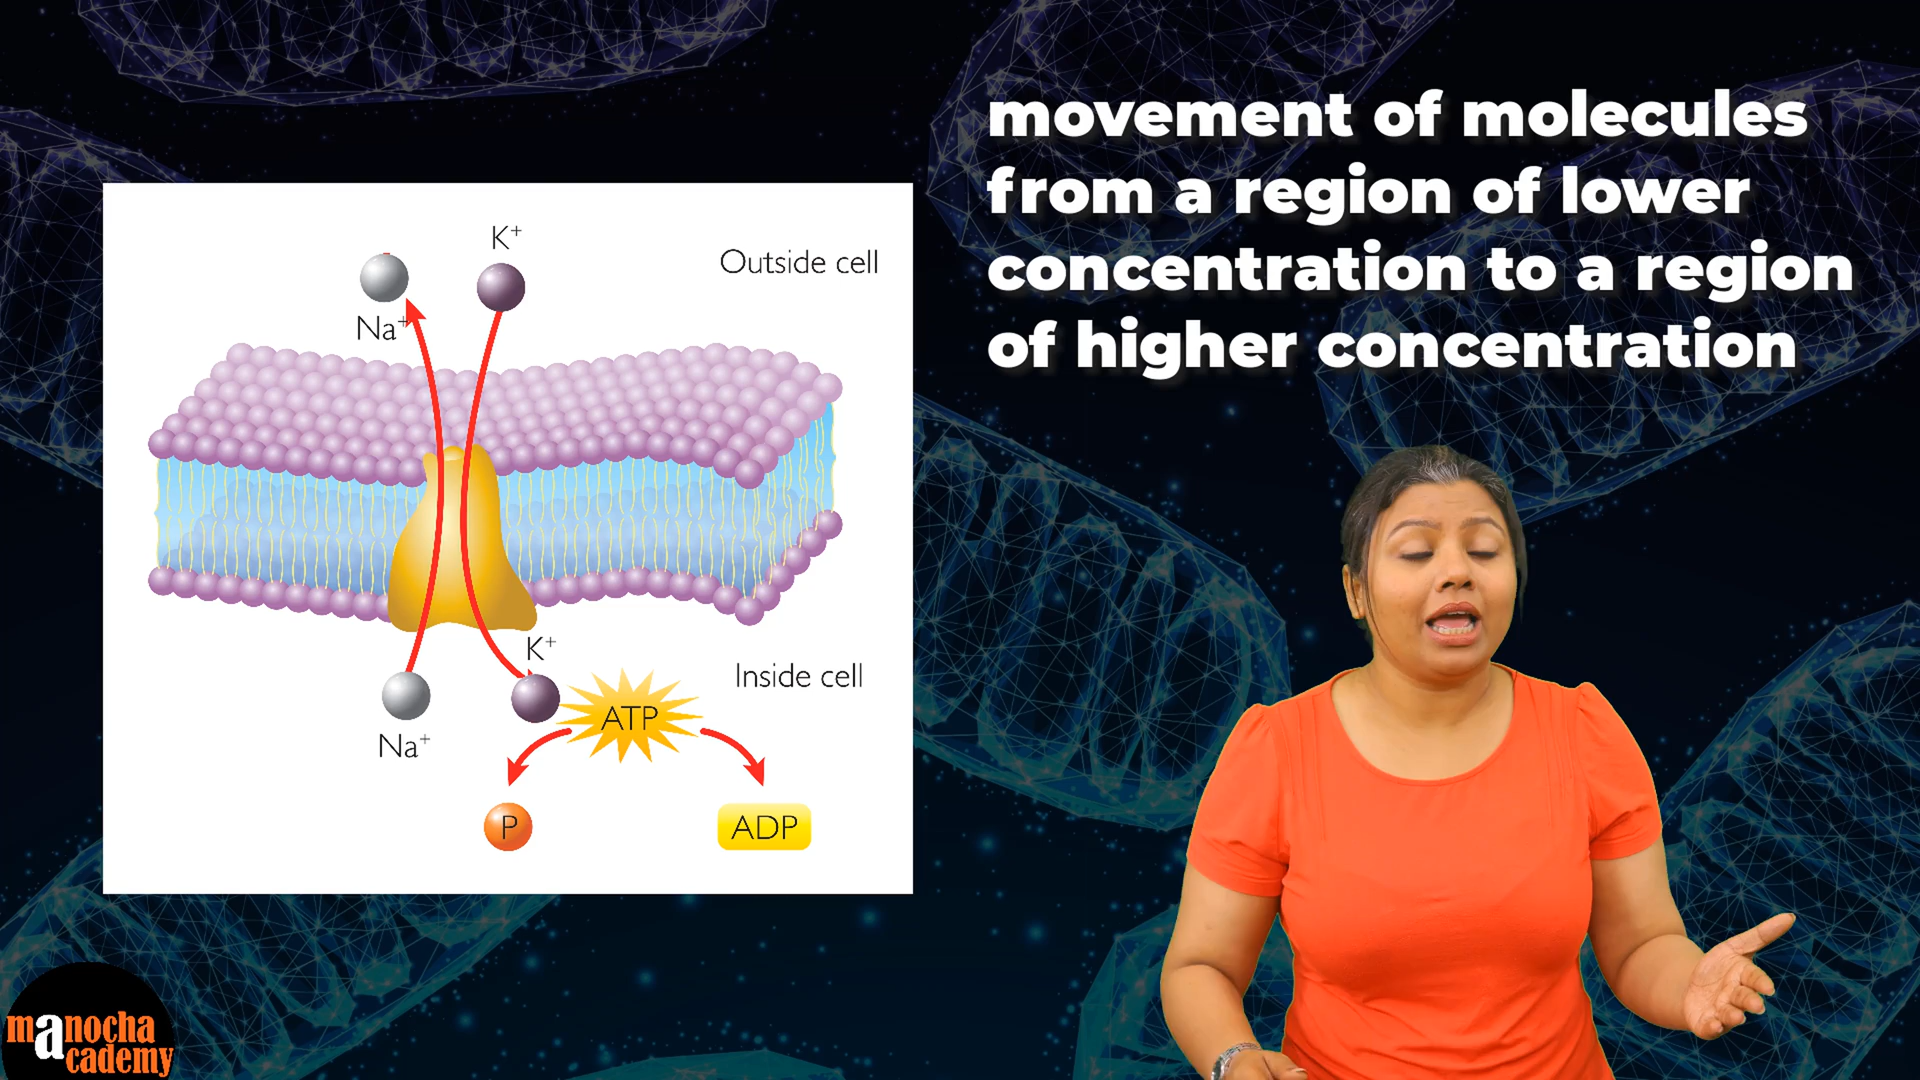 movement of molecules
from a region of lower
concentration to a region
of higher concentration
K⁺
Outside cell
Na⁺
K⁺
Inside cell
ATP
Na⁺
P
ADP
manocha
academy